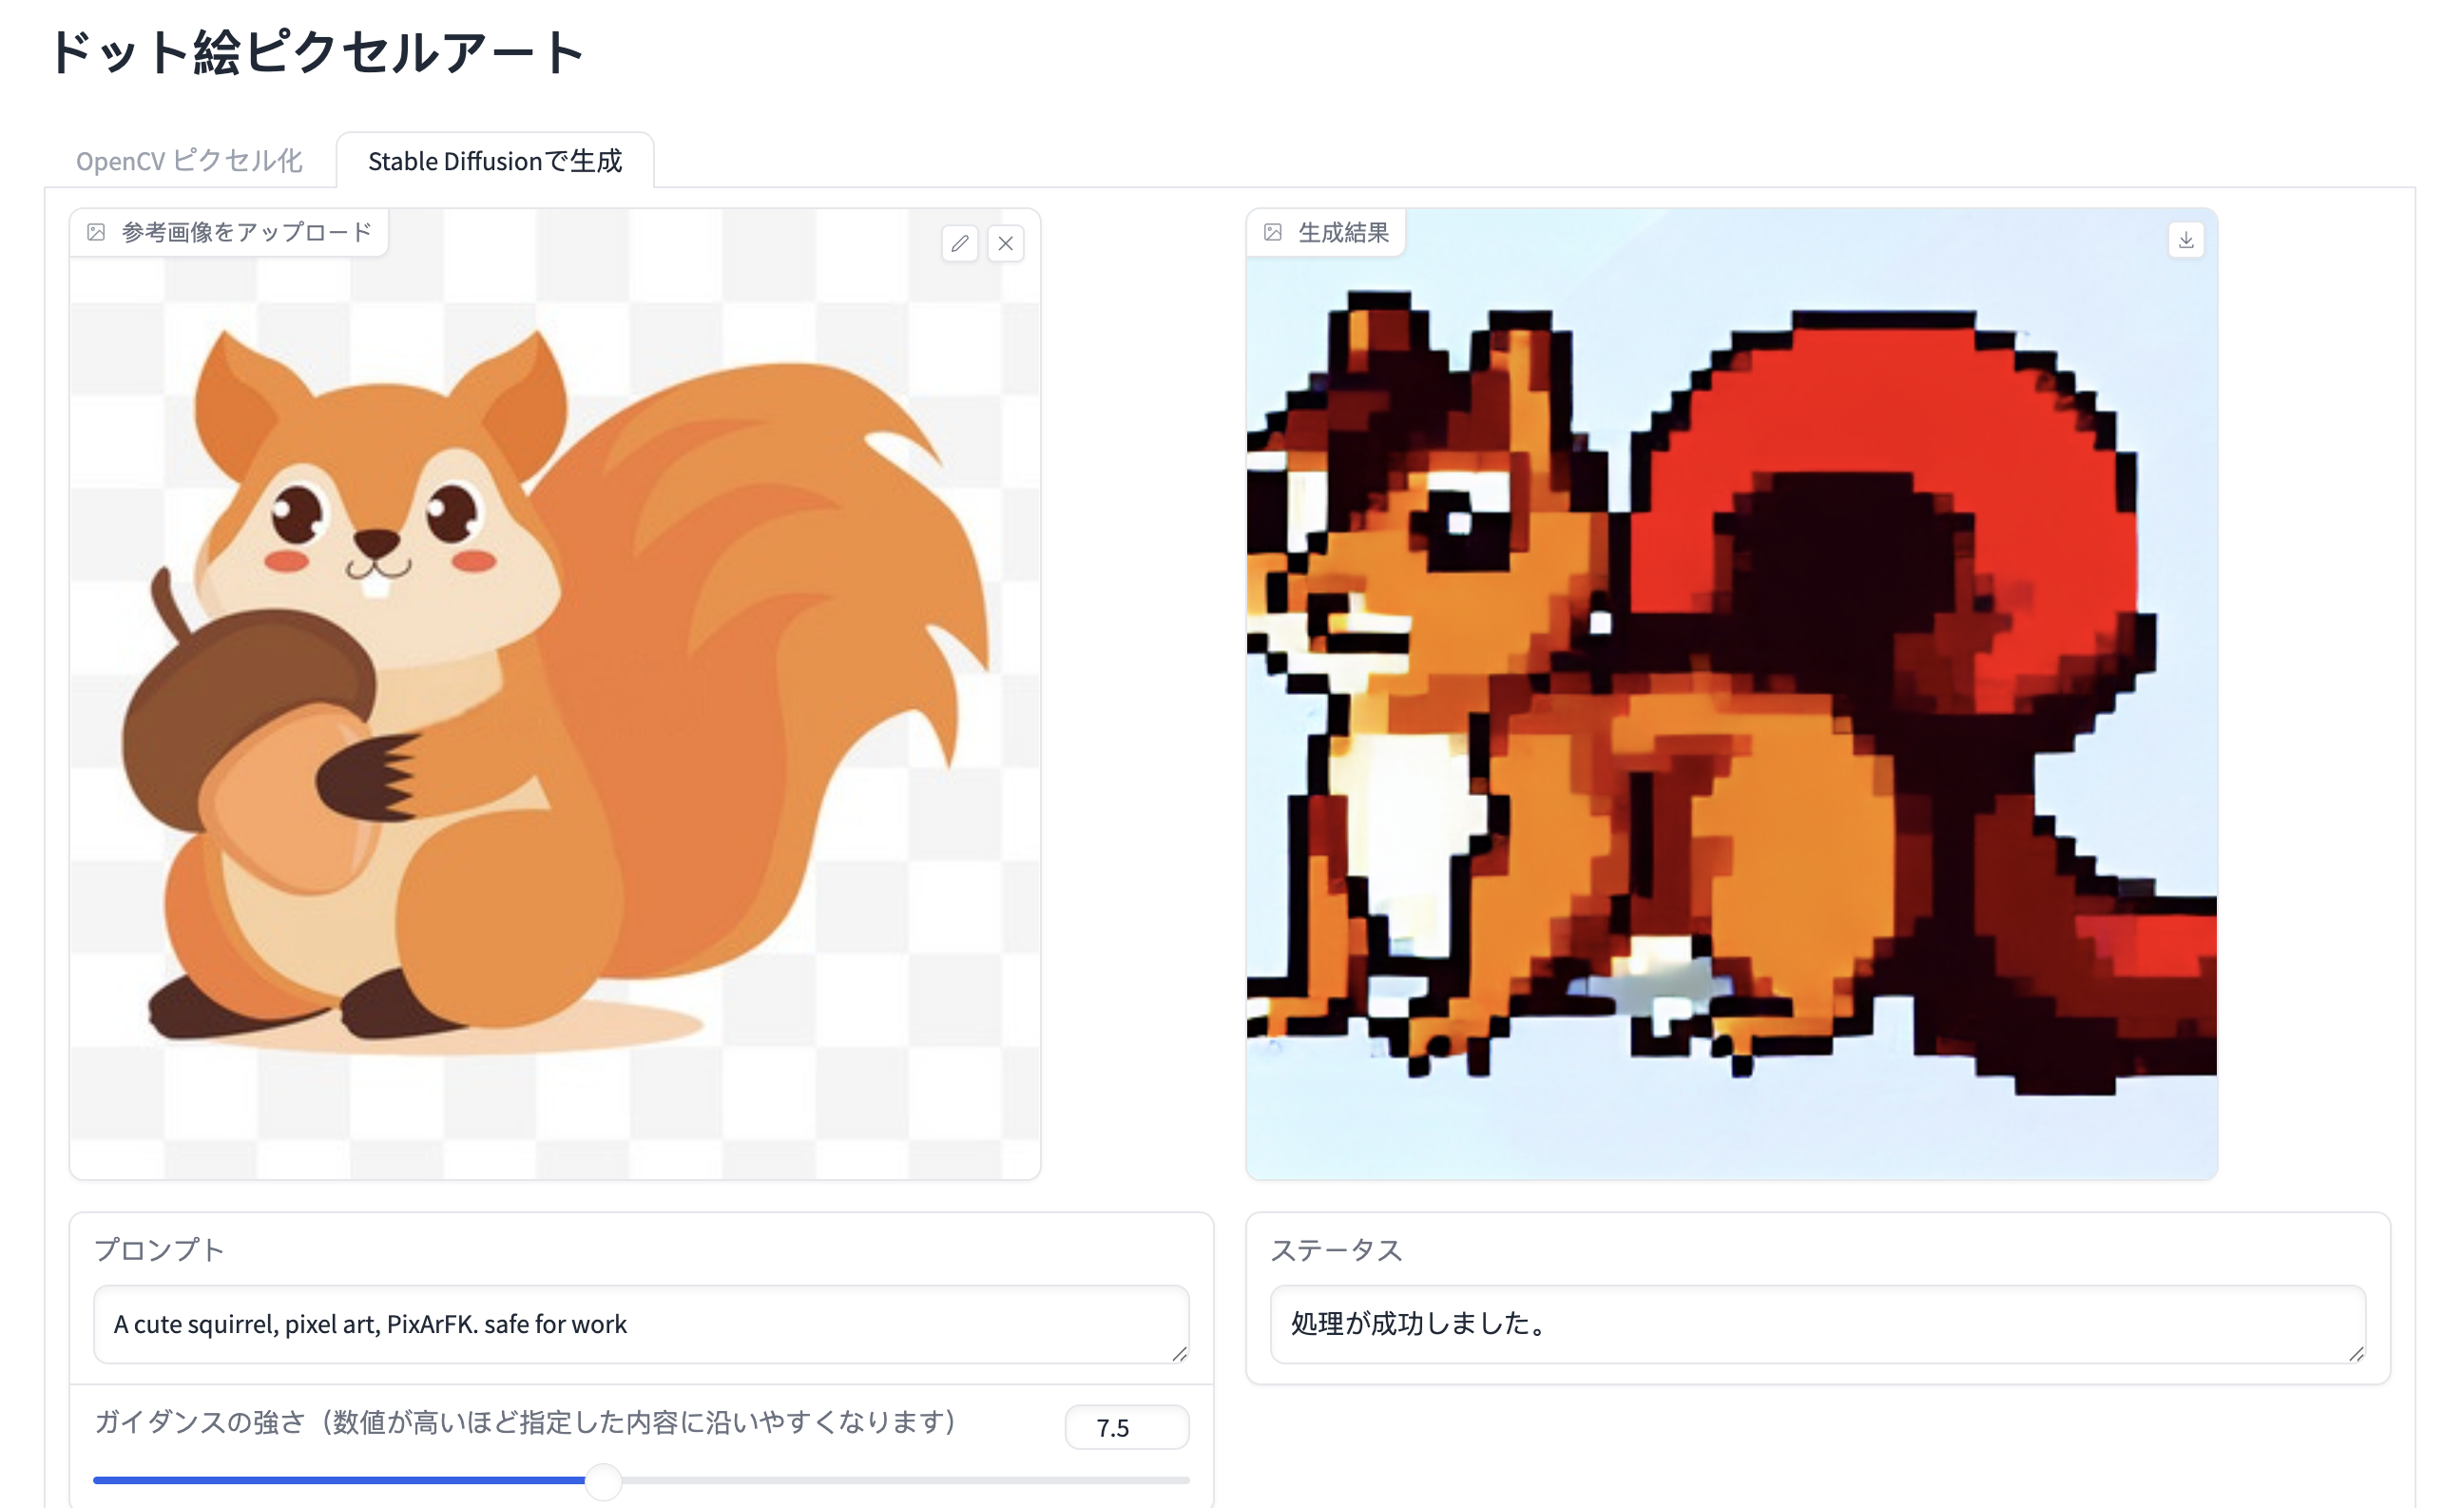 ドット絵ピクセルアート
OpenCV ピクセル化
Stable Diffusionで生成
参考画像をアップロード
生成結果
プロンプト
A cute squirrel, pixel art, PixArFK. safe for work
ステータス
処理が成功しました。
ガイダンスの強さ（数値が高いほど指定した内容に沿いやすくなります）
7.5